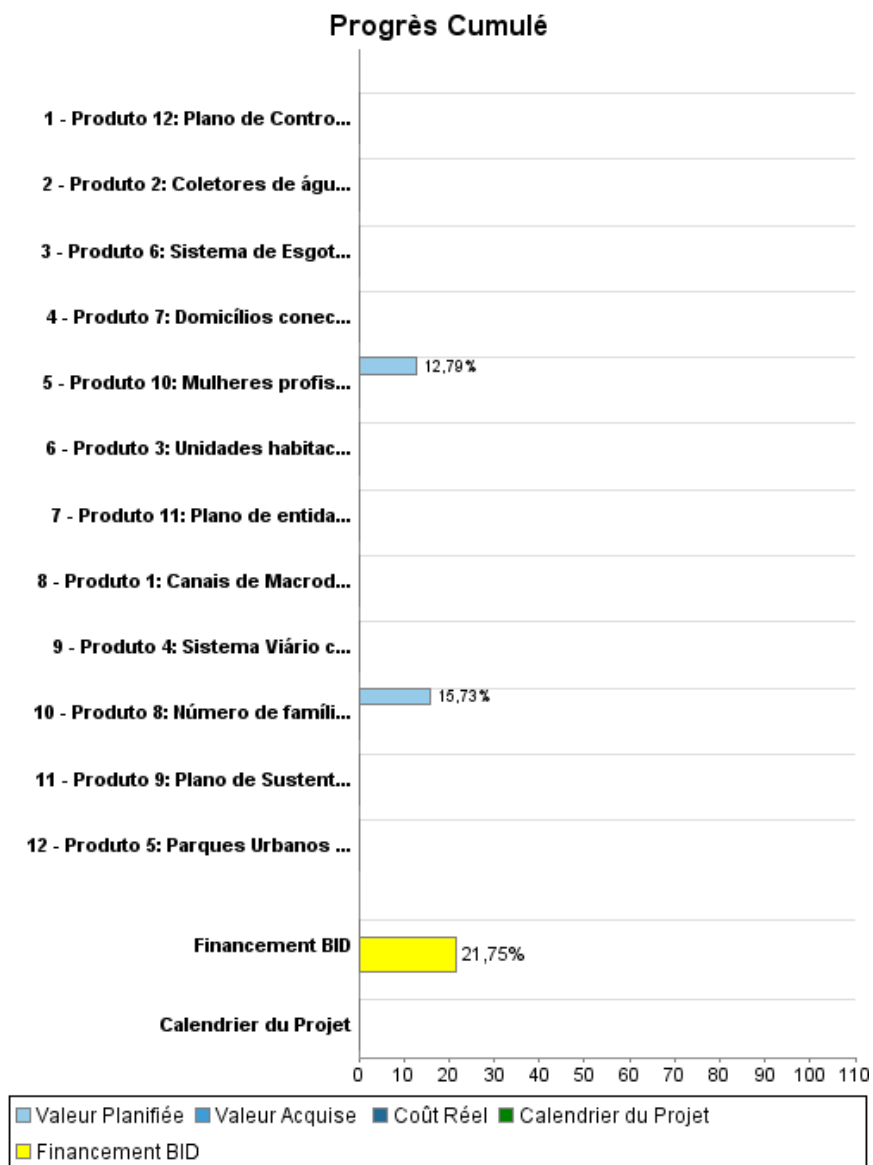 Progrès Cumulé
1 - Produto 12: Plano de Contro...
2 - Produto 2: Coletores de águ...
3 - Produto 6: Sistema de Esgot...
4 - Produto 7: Domicílios conec...
12,79%
5 - Produto 10: Mulheres profis...
6 - Produto 3: Unidades habitac...
7 - Produto 11: Plano de entida...
8 - Produto 1: Canais de Macrod...
9 - Produto 4: Sistema Viário c...
15,73%
10 - Produto 8: Número de famíli...
11 - Produto 9: Plano de Sustent...
12 - Produto 5: Parques Urbanos ...
Financement BID 21,75%
Calendrier du Projet
0 10 20 30 40 50 60 70 80 90 100 110
Valeur Planifiée Valeur Acquise Coût Réel Calendrier du Projet
Financement BID